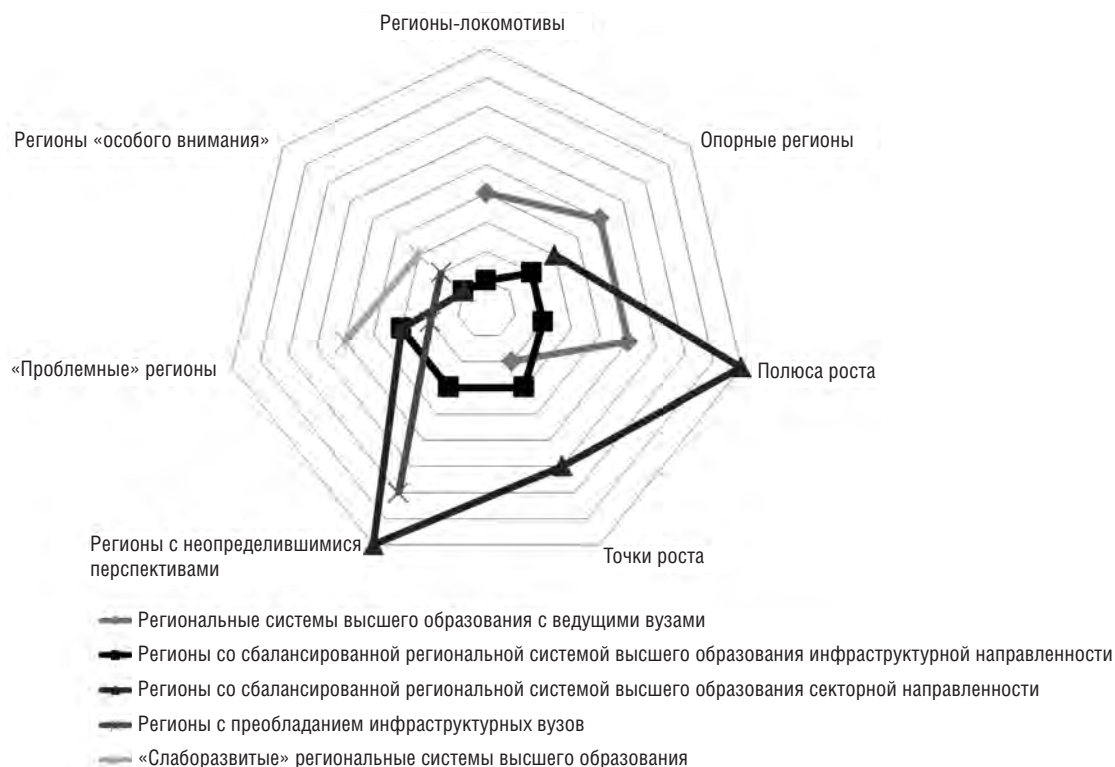 Регионы-локомотивы
Регионы «особого внимания»
Опорные регионы
«Проблемные» регионы
Полюса роста
Регионы с неопределившимися
перспективами
Точки роста
Региональные системы высшего образования с ведущими вузами
Регионы со сбалансированной региональной системой высшего образования инфраструктурной направленности
Регионы со сбалансированной региональной системой высшего образования секторной направленности
Регионы с преобладанием инфраструктурных вузов
«Слаборазвитые» региональные системы высшего образования